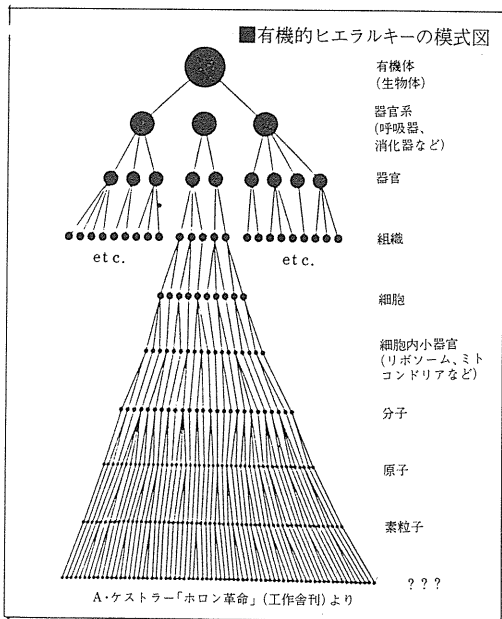 ■有機的ヒエラルキーの模式図
有機体
(生物体)
器官系
(呼吸器、
消化器など)
器官
組織
etc.
etc.
細胞
細胞内小器官
(リボソーム、ミト
コンドリアなど)
分子
原子
素粒子
? ? ?
A・ケストラー「ホロン革命」(工作舎刊)より